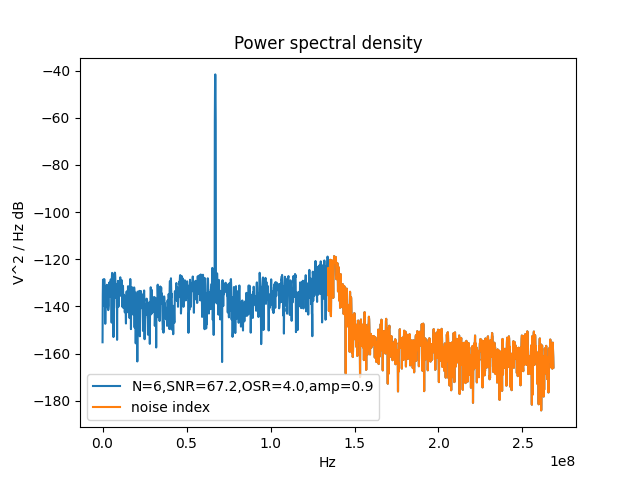 Power spectral density
V^2 / Hz dB
−40
−60
−80
−100
−120
−140
−160
−180
N=6,SNR=67.2,OSR=4.0,amp=0.9
noise index
0.0 0.5 1.0 1.5 2.0 2.5
1e8
Hz